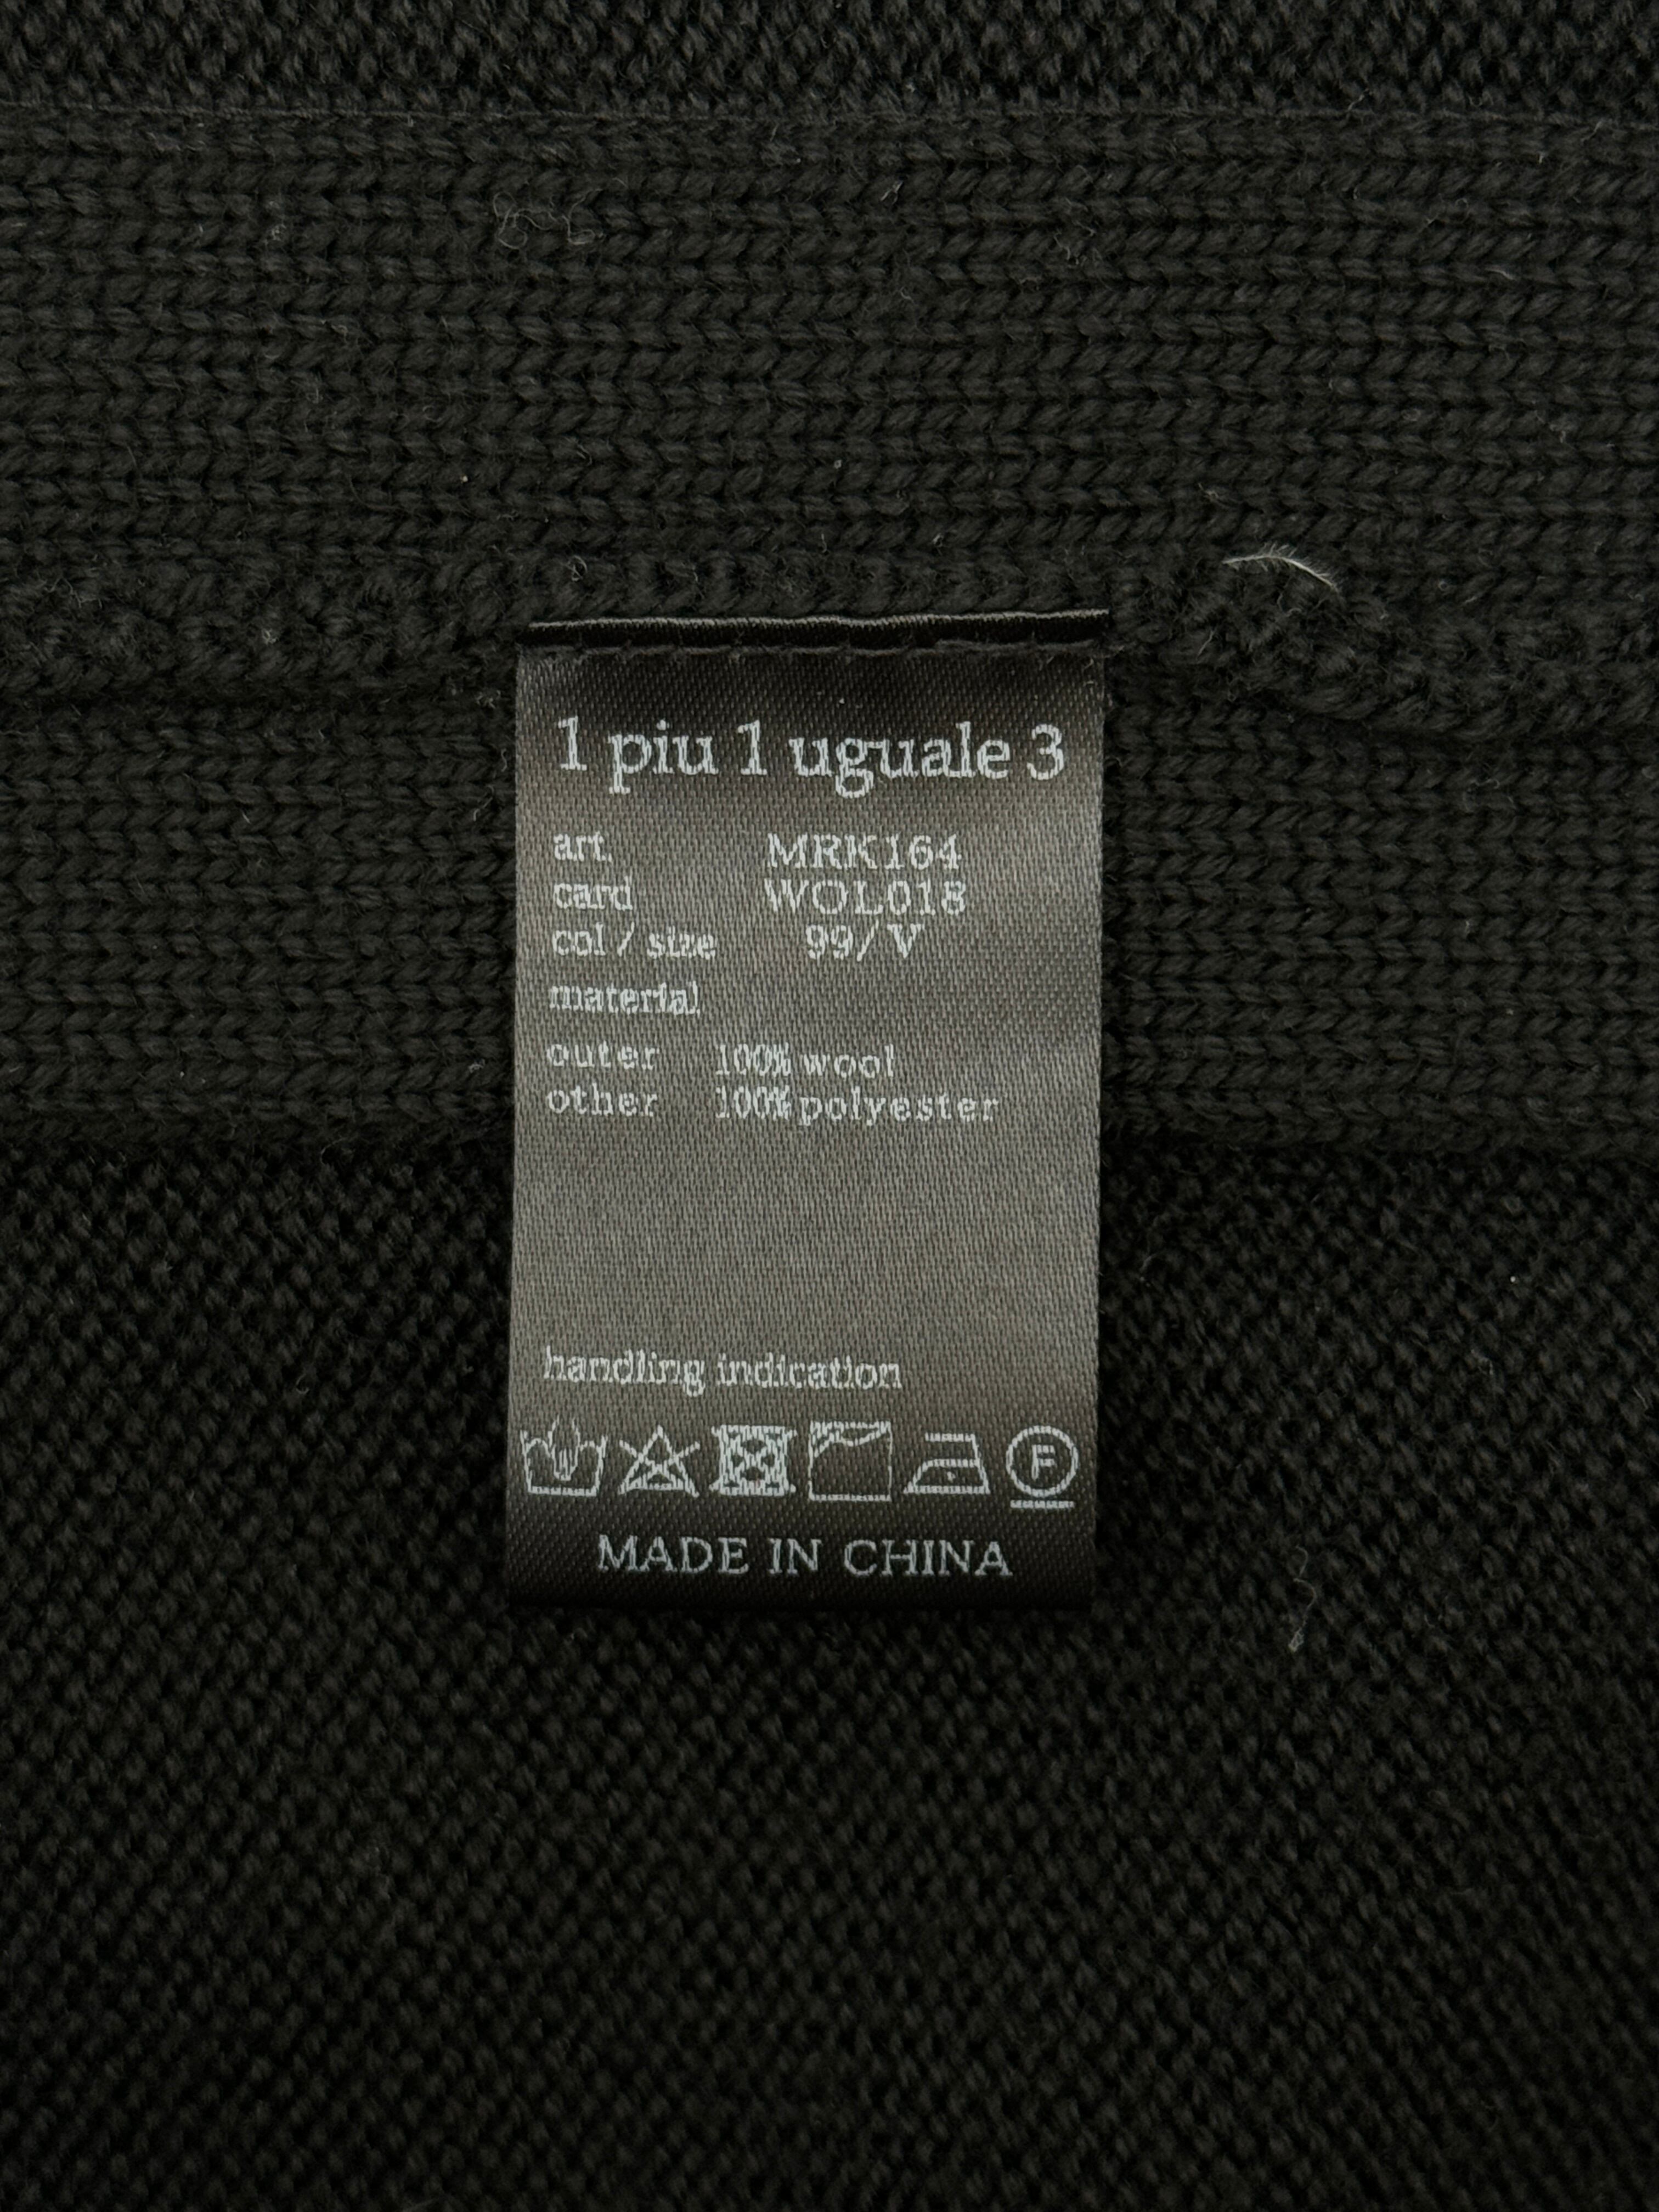 1 piu 1 uguale 3
art. MRK164
card WOL018
col / size 99/V
material
outer 100% wool
other 100% polyester
handling indication
F
MADE IN CHINA